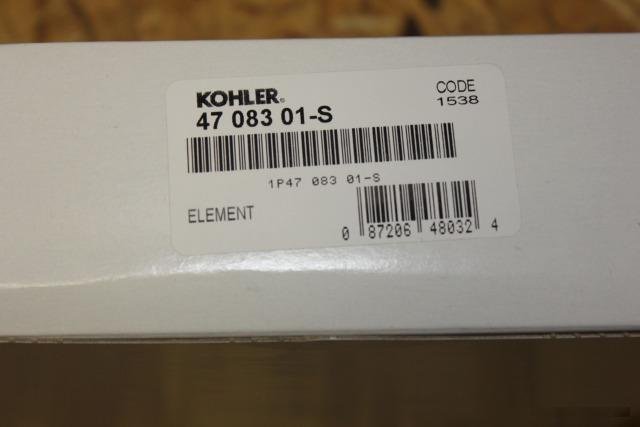 KOHLER®
CODE
1538
47 083 01-S
1P47 083 01-S
ELEMENT
0 87206 48032 4